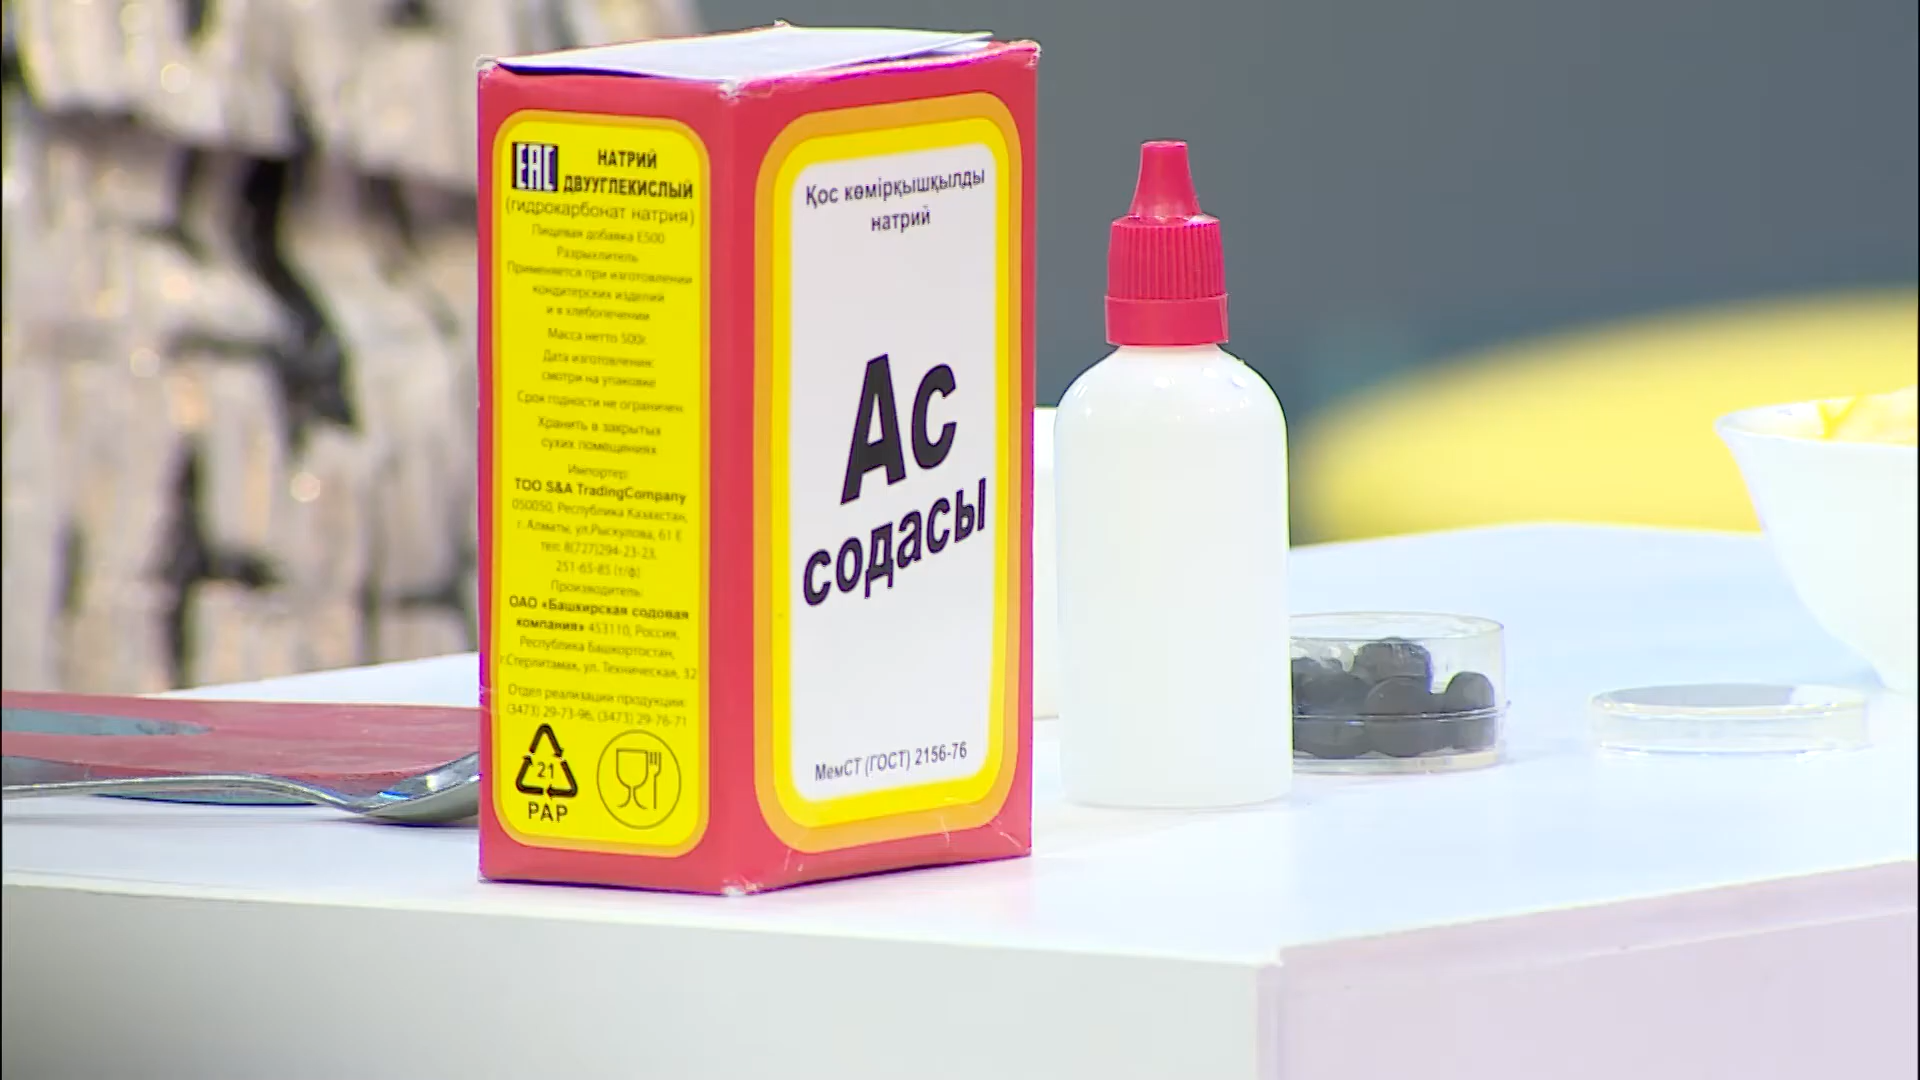 EAC
НАТРИЙ
ДВУУГЛЕКИСЛЫЙ
(гидрокарбонат натрия)
Пищевая добавка Е500
Разрыхлитель
Применяется при изготовлении
кондитерских изделий
и в хлебопечении
Масса нетто 500г.
Дата изготовления:
смотри на упаковке
Срок годности не ограничен.
Хранить в закрытых
сухих помещениях
Импортер:
ТОО S&A TradingCompany
050050, Республика Казахстан,
г. Алматы, ул.Рыскулова, 61 Е
тел: 8(727)294-23-23,
251-65-85 (т/ф)
Производитель:
ОАО «Башкирская содовая
компания» 453110, Россия,
Республика Башкортостан,
г.Стерлитамак, ул. Техническая, 32
Отдел реализации продукции:
(3473) 29-73-96, (3473) 29-76-71
21
PAP
Қос көмірқышқылды
натрий
Ас
содасы
МемСТ (ГОСТ) 2156-76